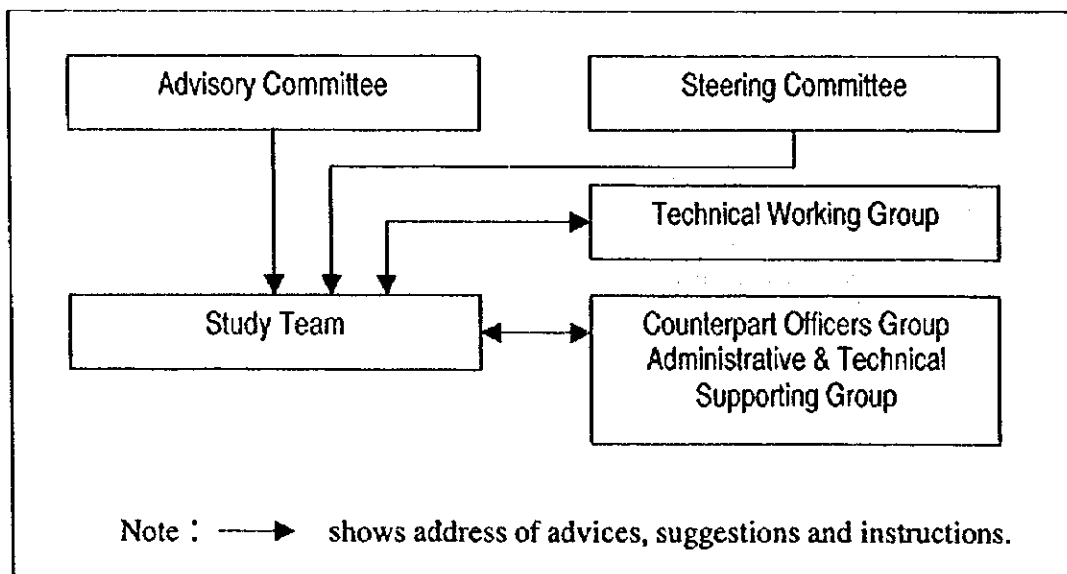 Advisory Committee
Steering Committee
Technical Working Group
Study Team
Counterpart Officers Group
Administrative & Technical
Supporting Group
Note : shows address of advices, suggestions and instructions.